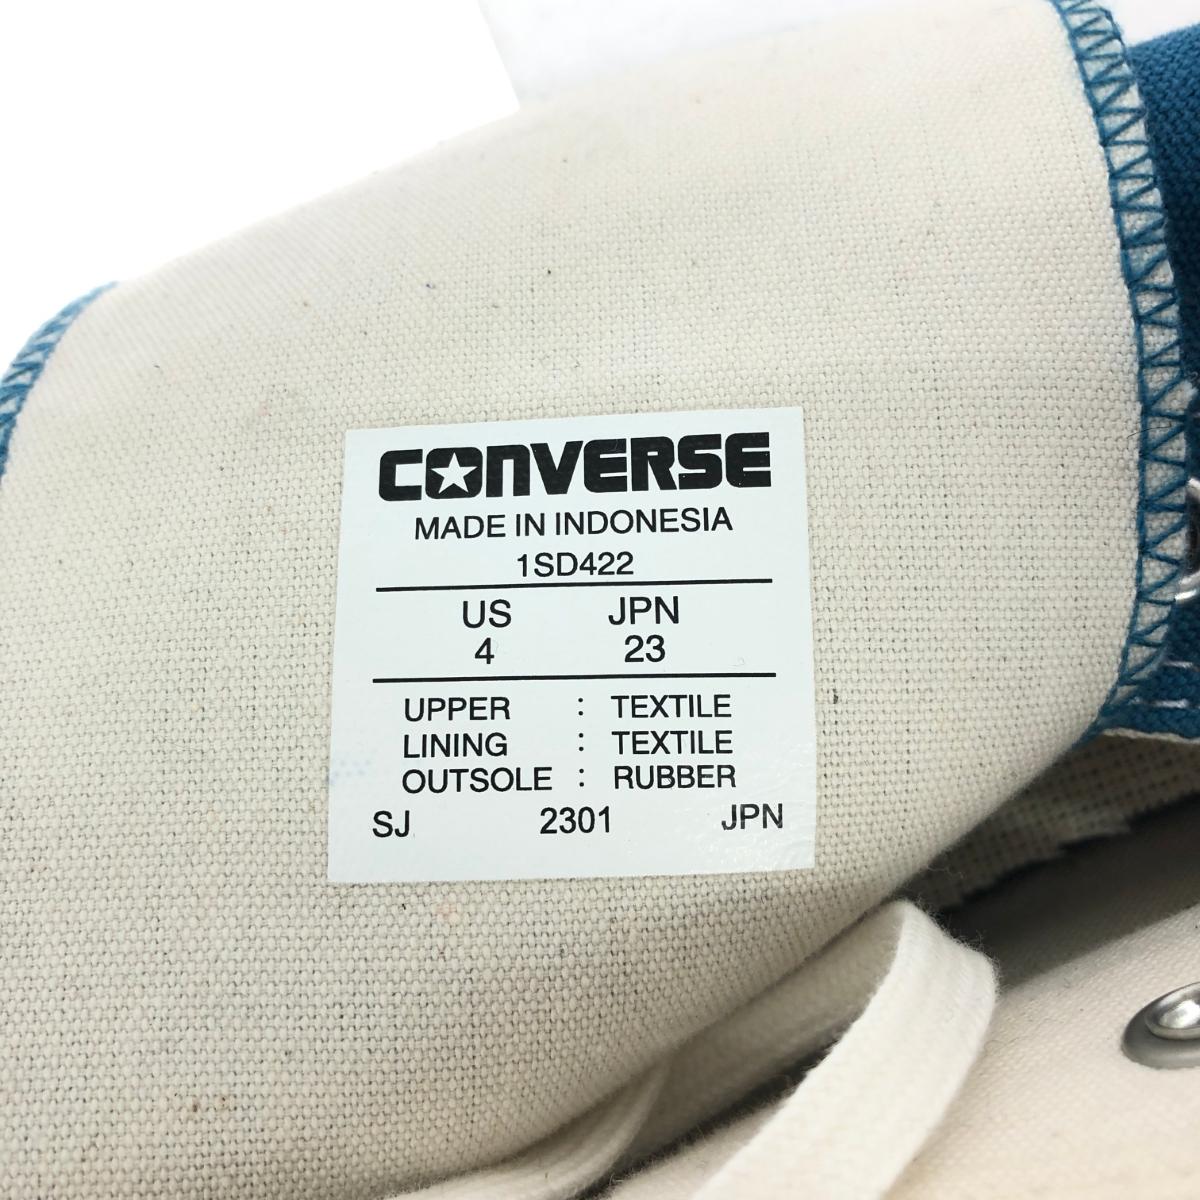 CONVERSE
MADE IN INDONESIA
1SD422
US JPN
4 23
UPPER : TEXTILE
LINING : TEXTILE
OUTSOLE : RUBBER
SJ 2301 JPN